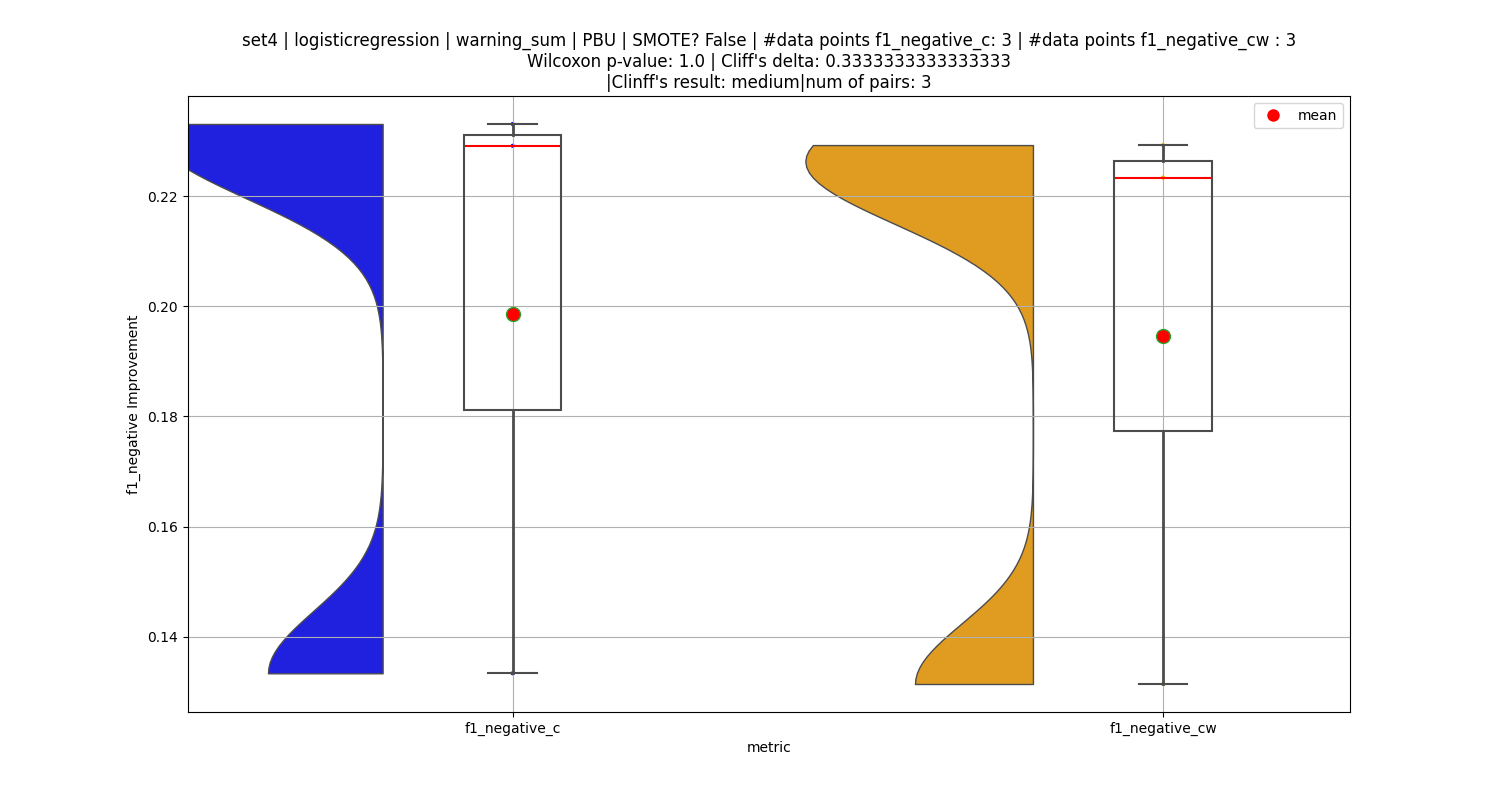 set4 | logisticregression | warning_sum | PBU | SMOTE? False | #data points f1_negative_c: 3 | #data points f1_negative_cw : 3
Wilcoxon p-value: 1.0 | Cliff's delta: 0.3333333333333333
|Clinff's result: medium|num of pairs: 3
mean
f1_negative Improvement
0.22
0.20
0.18
0.16
0.14
f1_negative_c
f1_negative_cw
metric